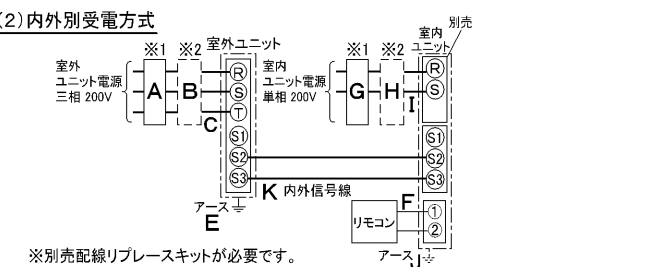 (2)内外別受電方式
室外
ユニット電源
三相 200V
※1
※2
A
B
C
室外ユニット
R
S
T
S1
S2
S3
アース
E
K 内外信号線
室内
ユニット電源
単相 200V
※1
※2
G
H
I
室内
ユニット
別売
R
S
S1
S2
S3
F
リモコン
①
②
アース
J
※別売配線リプレースキットが必要です。